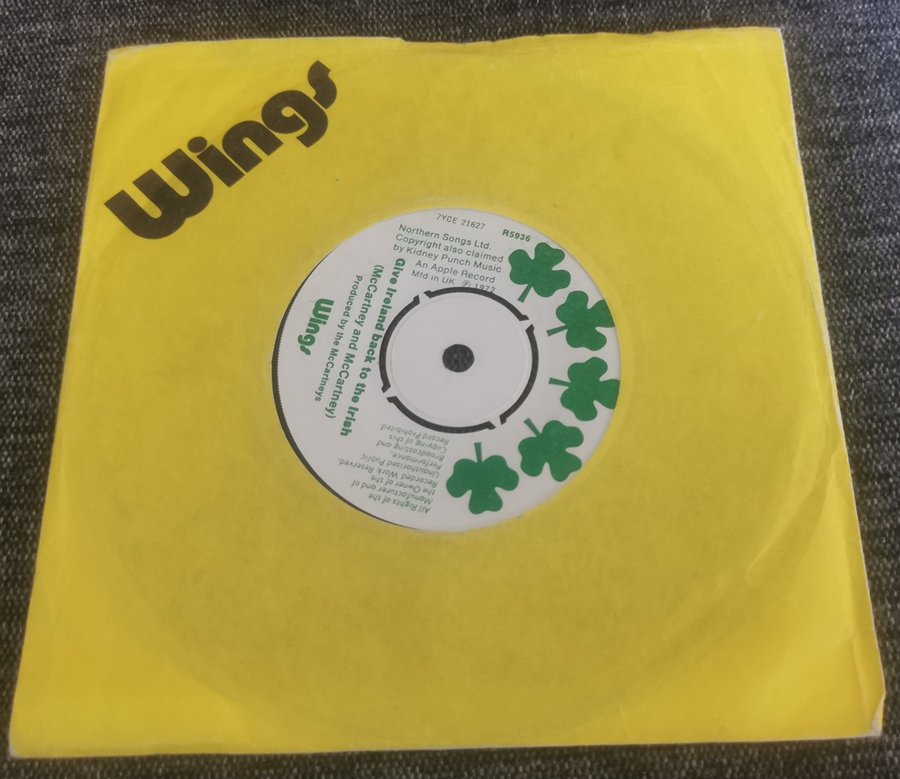 Wings
7YCE 21627
R5936
Northern Songs Ltd.
Copyright also claimed
by Kidney Punch Music
An Apple Record
Mfd in UK ℗ 1972
Give Ireland back to the Irish
(McCartney and McCartney)
Produced by the McCartneys
Wings
All Rights of the
Manufacturer and of
the Owner of the
Recorded Work Reserved.
Unauthorised Public
Performance,
Broadcasting and
Copying of this
Record Prohibited.